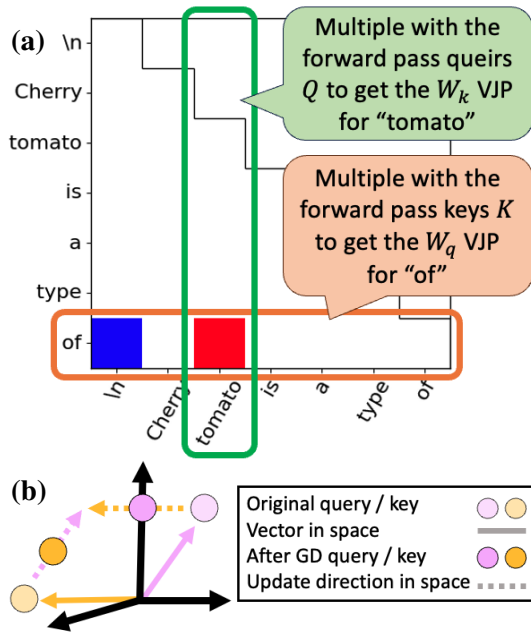 (a)
\n
Cherry
tomato
is
a
type
of
\n
Cherry
tomato
is
a
type
of
Multiple with the
forward pass queirs
Q to get the W_k VJP
for “tomato”
Multiple with the
forward pass keys K
to get the W_q VJP
for “of”
(b)
Original query / key
Vector in space
After GD query / key
Update direction in space